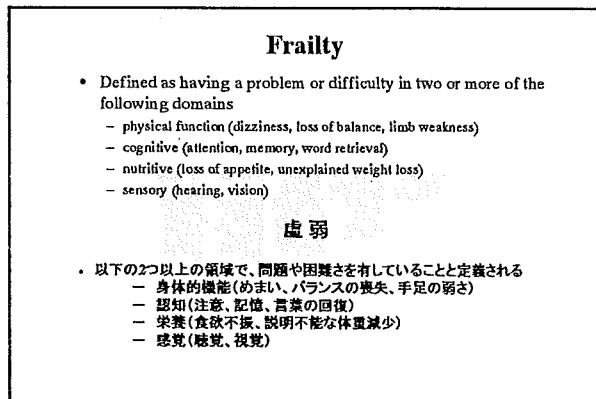 Frailty
• Defined as having a problem or difficulty in two or more of the
following domains
– physical function (dizziness, loss of balance, limb weakness)
– cognitive (attention, memory, word retrieval)
– nutritive (loss of appetite, unexplained weight loss)
– sensory (hearing, vision)
虚弱
• 以下の2つ以上の領域で、問題や困難さを有していることと定義される
— 身体的機能(めまい、バランスの喪失、手足の弱さ)
— 認知(注意、記憶、言葉の回復)
— 栄養(食欲不振、説明不能な体重減少)
— 感覚(聴覚、視覚)